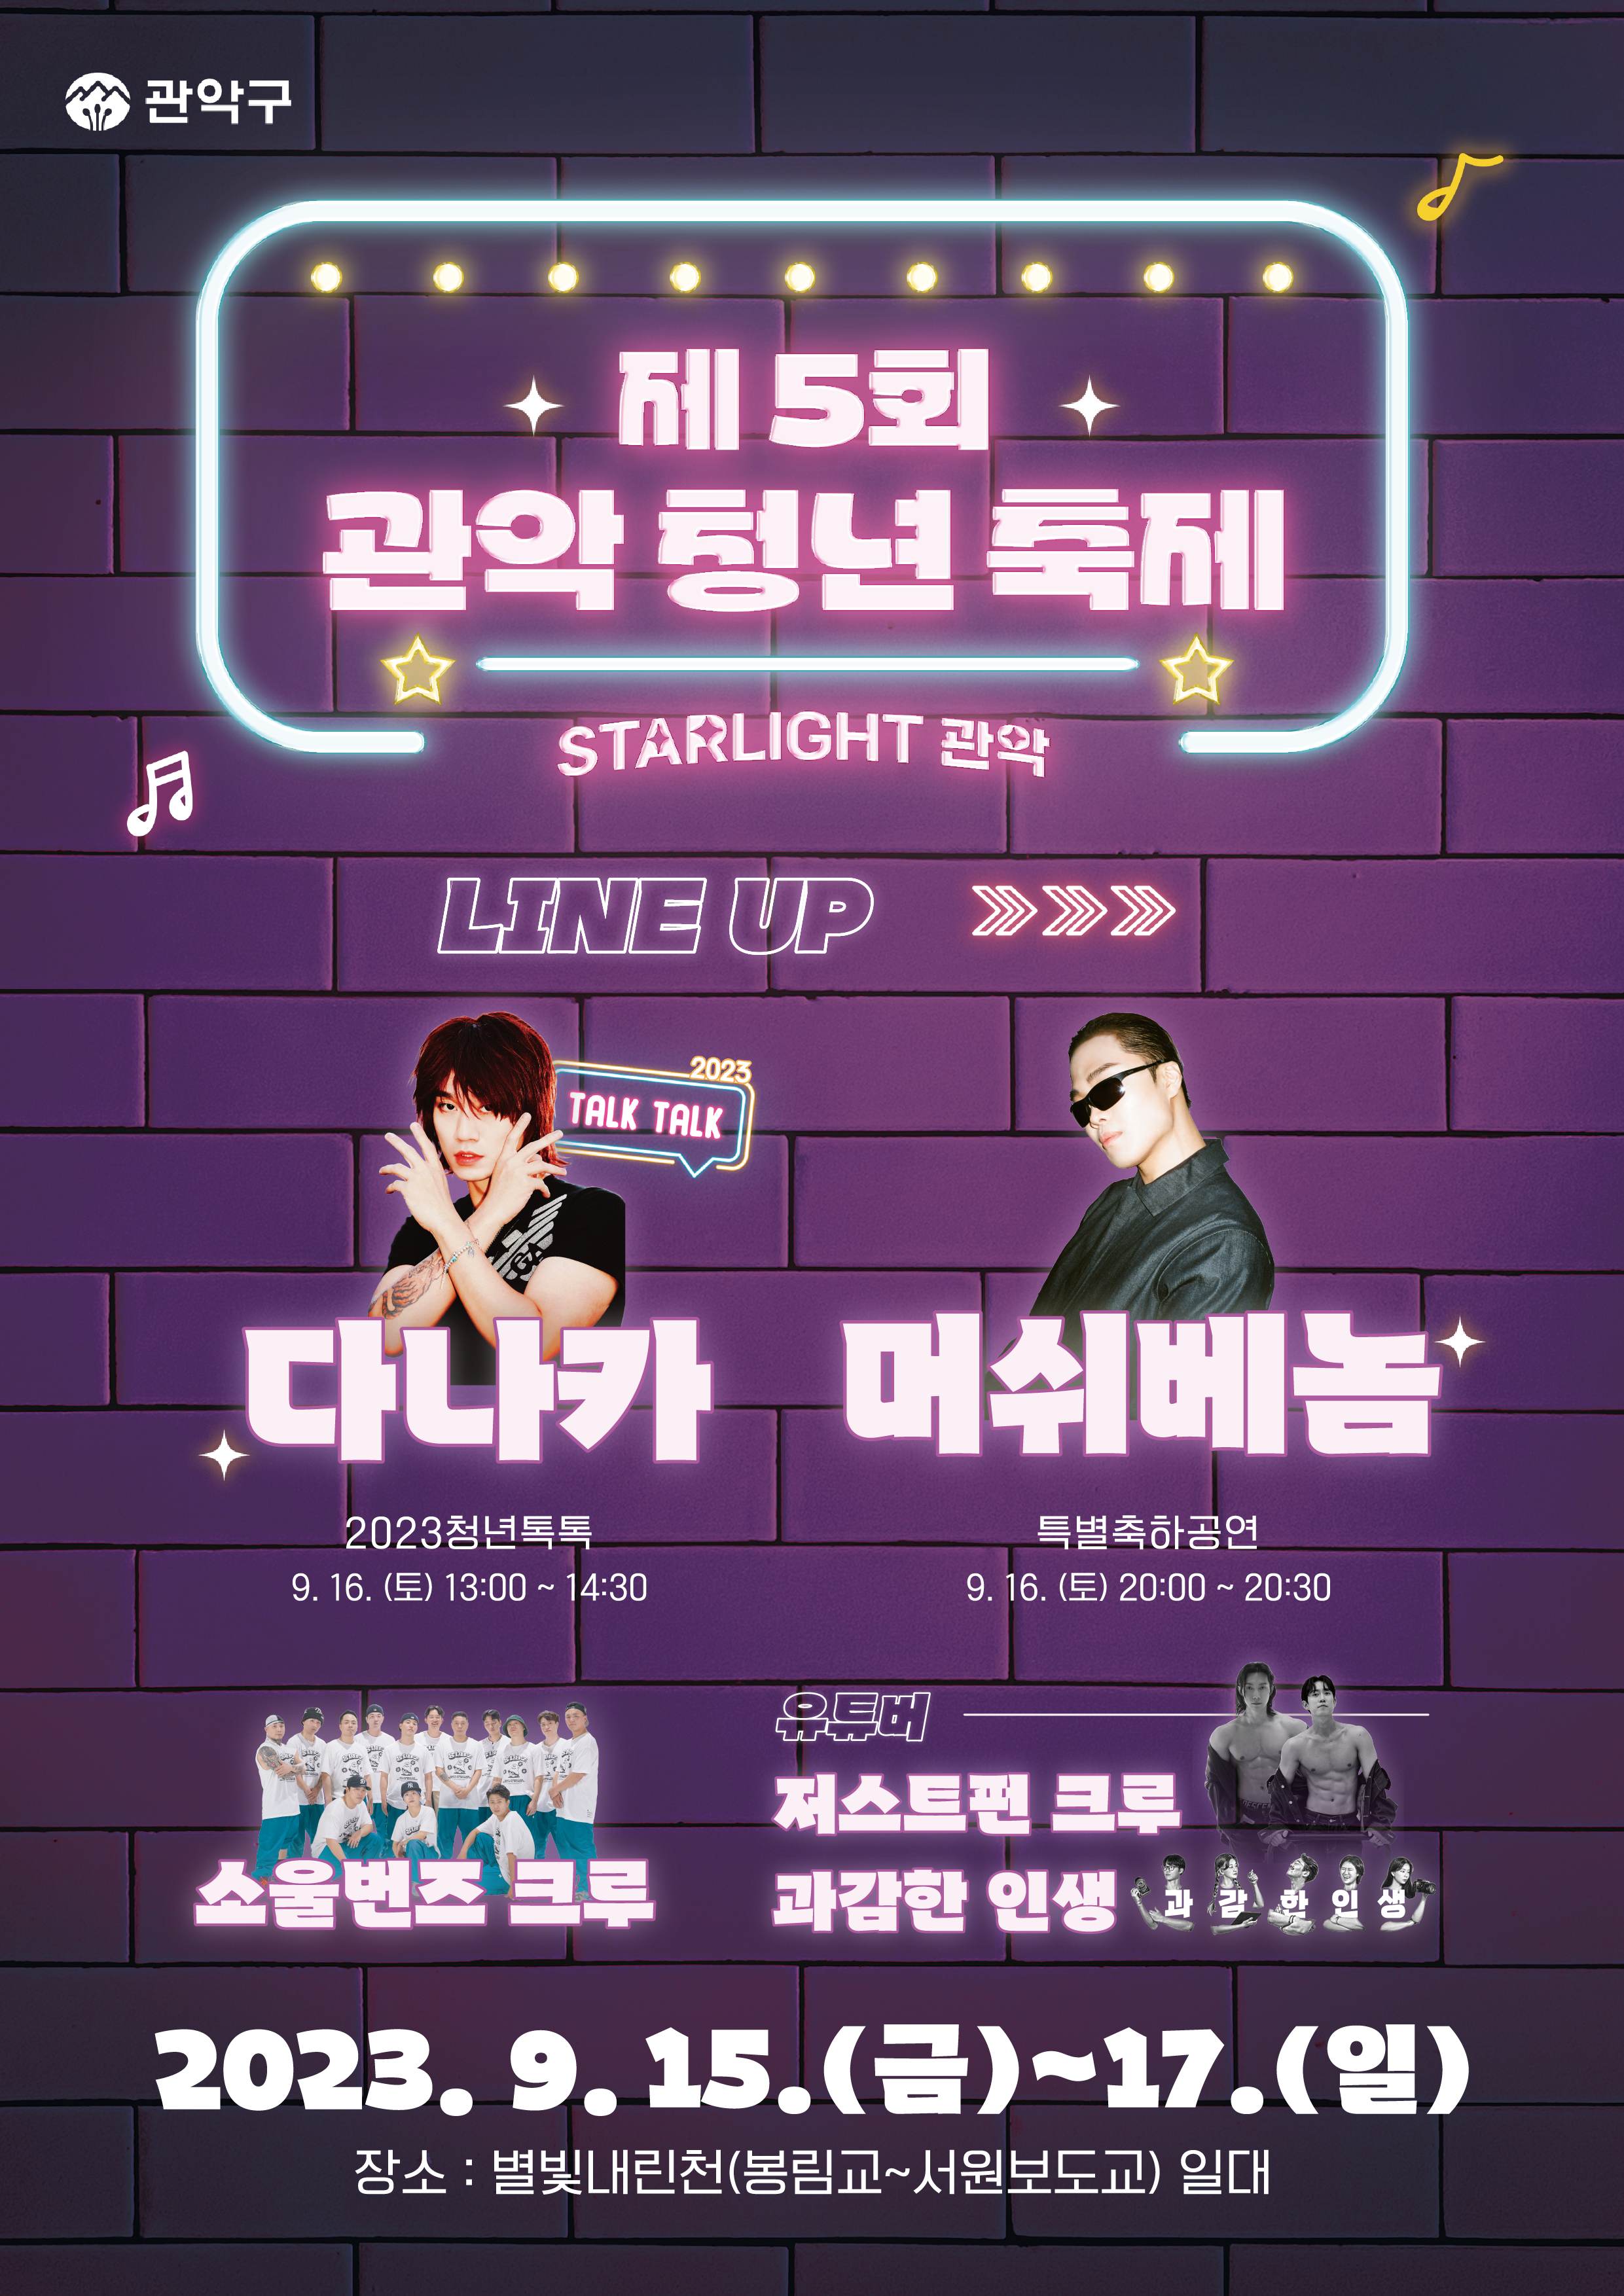 관악구
제 5회
관악 청년 축제
STARLIGHT 관악
LINE UP
2023
TALK TALK
다나카
머쉬베놈
2023청년톡톡
9. 16. (토) 13:00 ~ 14:30
특별축하공연
9. 16. (토) 20:00 ~ 20:30
소울번즈 크루
유튜버
저스트펀 크루
과감한 인생
과 감 한 인 생
2023. 9. 15.(금)~17.(일)
장소 : 별빛내린천(봉림교~서원보도교) 일대